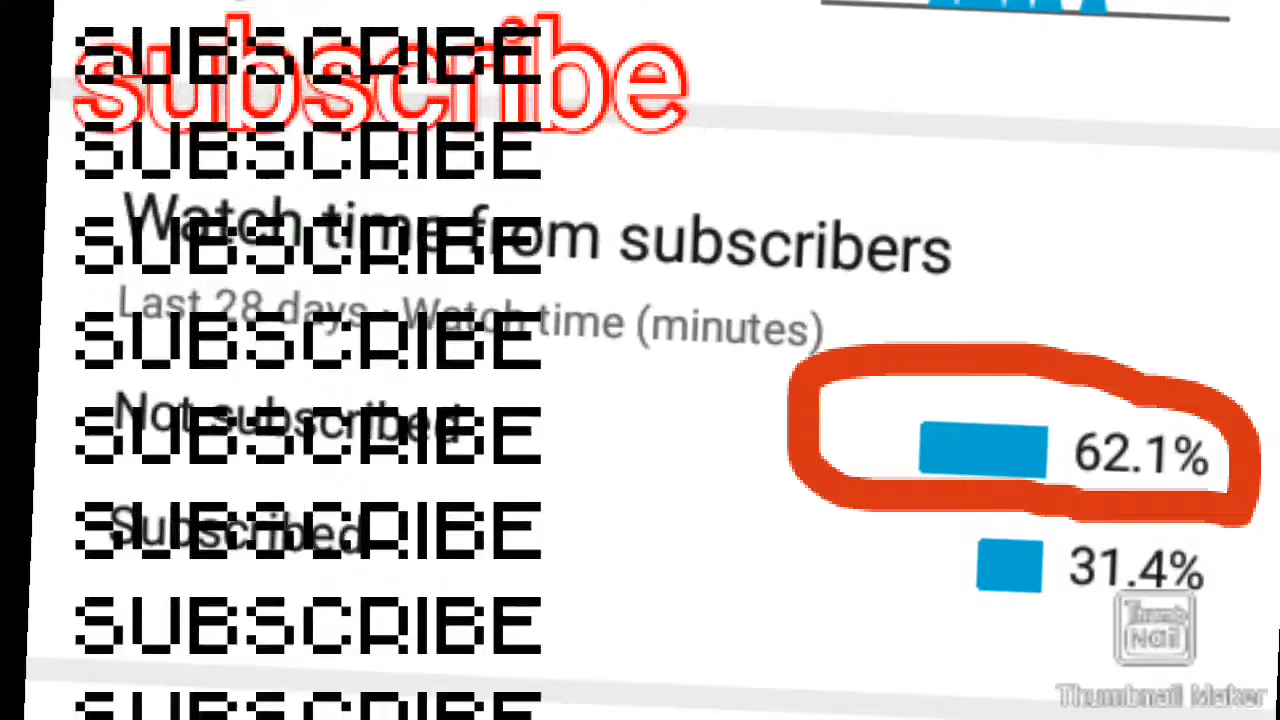 subscribe
SUBSCRIBE
SUBSCRIBE
Watch time from subscribers
SUBSCRIBE
Last 28 days · Watch time (minutes)
SUBSCRIBE
Not subscribed
62.1%
SUBSCRIBE
Subscribed
31.4%
SUBSCRIBE
SUBSCRIBE
SUBSCRIBE
Thumb
Nail
Thumbnail Maker